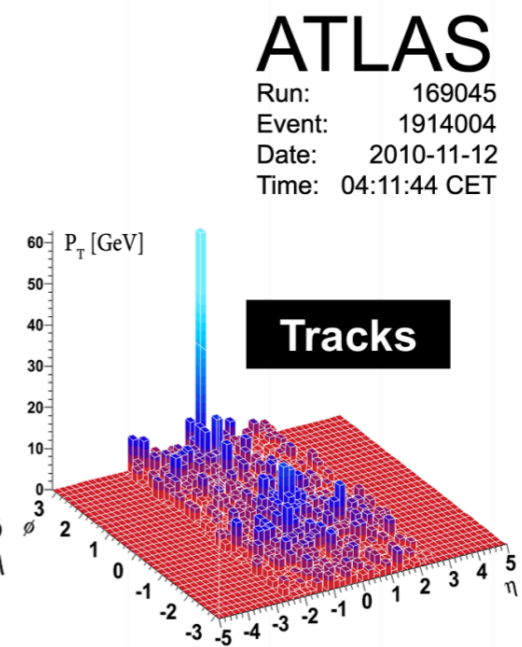 ATLAS
Run: 169045
Event: 1914004
Date: 2010-11-12
Time: 04:11:44 CET
P_T [GeV]
Tracks
60
50
40
30
20
10
0
3
2
1
0
-1
-2
-3
ø
-5 -4 -3 -2 -1 0 1 2 3 4 5
η